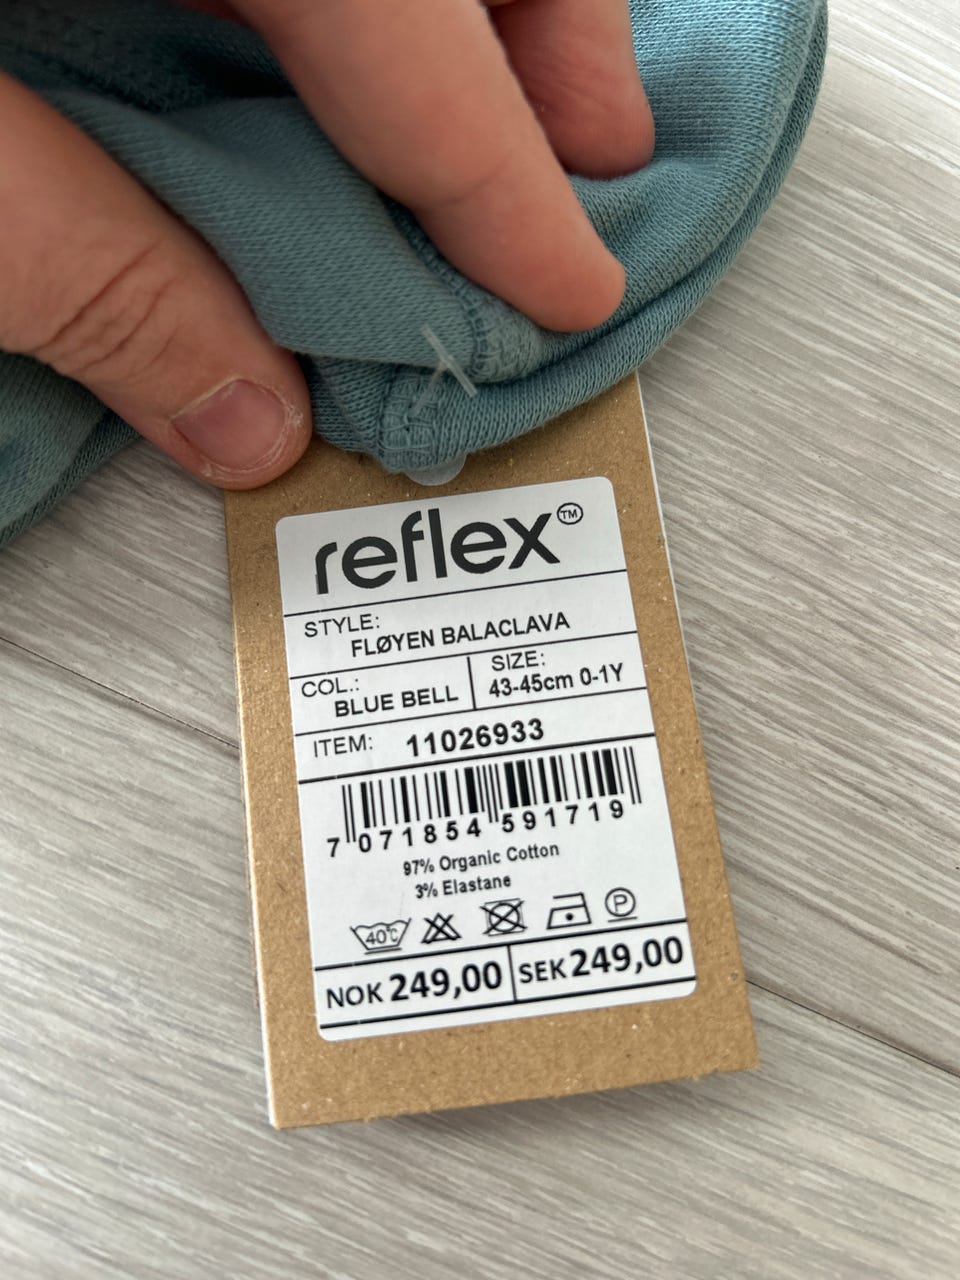 reflex™
STYLE:
FLØYEN BALACLAVA
COL.:
BLUE BELL
SIZE:
43-45cm 0-1Y
ITEM: 11026933
7 071854 591719
97% Organic Cotton
3% Elastane
40°C
P
NOK 249,00
SEK 249,00